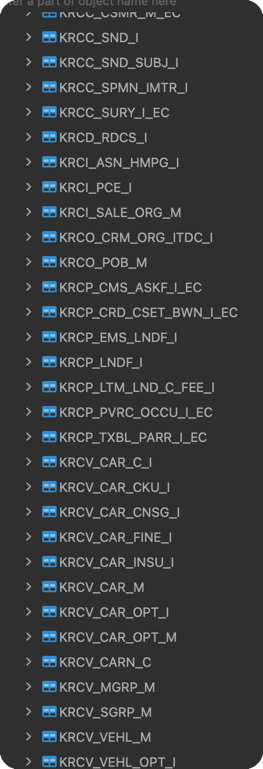 er a part of object name here
KRCC_CSMR_M_EC
KRCC_SND_I
KRCC_SND_SUBJ_I
KRCC_SPMN_IMTR_I
KRCC_SURY_I_EC
KRCD_RDCS_I
KRCI_ASN_HMPG_I
KRCI_PCE_I
KRCI_SALE_ORG_M
KRCO_CRM_ORG_ITDC_I
KRCO_POB_M
KRCP_CMS_ASKF_I_EC
KRCP_CRD_CSET_BWN_I_EC
KRCP_EMS_LNDF_I
KRCP_LNDF_I
KRCP_LTM_LND_C_FEE_I
KRCP_PVRC_OCCU_I_EC
KRCP_TXBL_PARR_I_EC
KRCV_CAR_C_I
KRCV_CAR_CKU_I
KRCV_CAR_CNSG_I
KRCV_CAR_FINE_I
KRCV_CAR_INSU_I
KRCV_CAR_M
KRCV_CAR_OPT_I
KRCV_CAR_OPT_M
KRCV_CARN_C
KRCV_MGRP_M
KRCV_SGRP_M
KRCV_VEHL_M
KRCV_VEHL_OPT_I